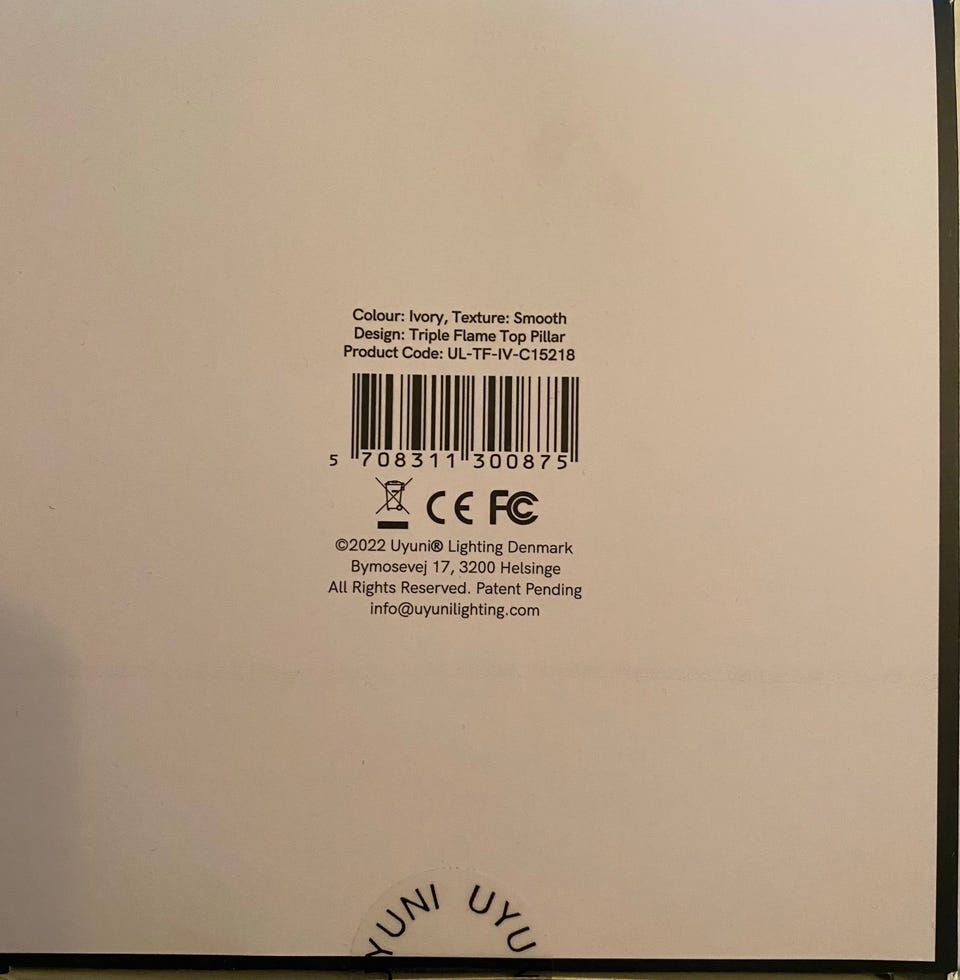 Colour: Ivory, Texture: Smooth
Design: Triple Flame Top Pillar
Product Code: UL-TF-IV-C15218
5 708311 300875
CE FC
©2022 Uyuni® Lighting Denmark
Bymosevej 17, 3200 Helsinge
All Rights Reserved. Patent Pending
info@uyunilighting.com
UYUNI UYU